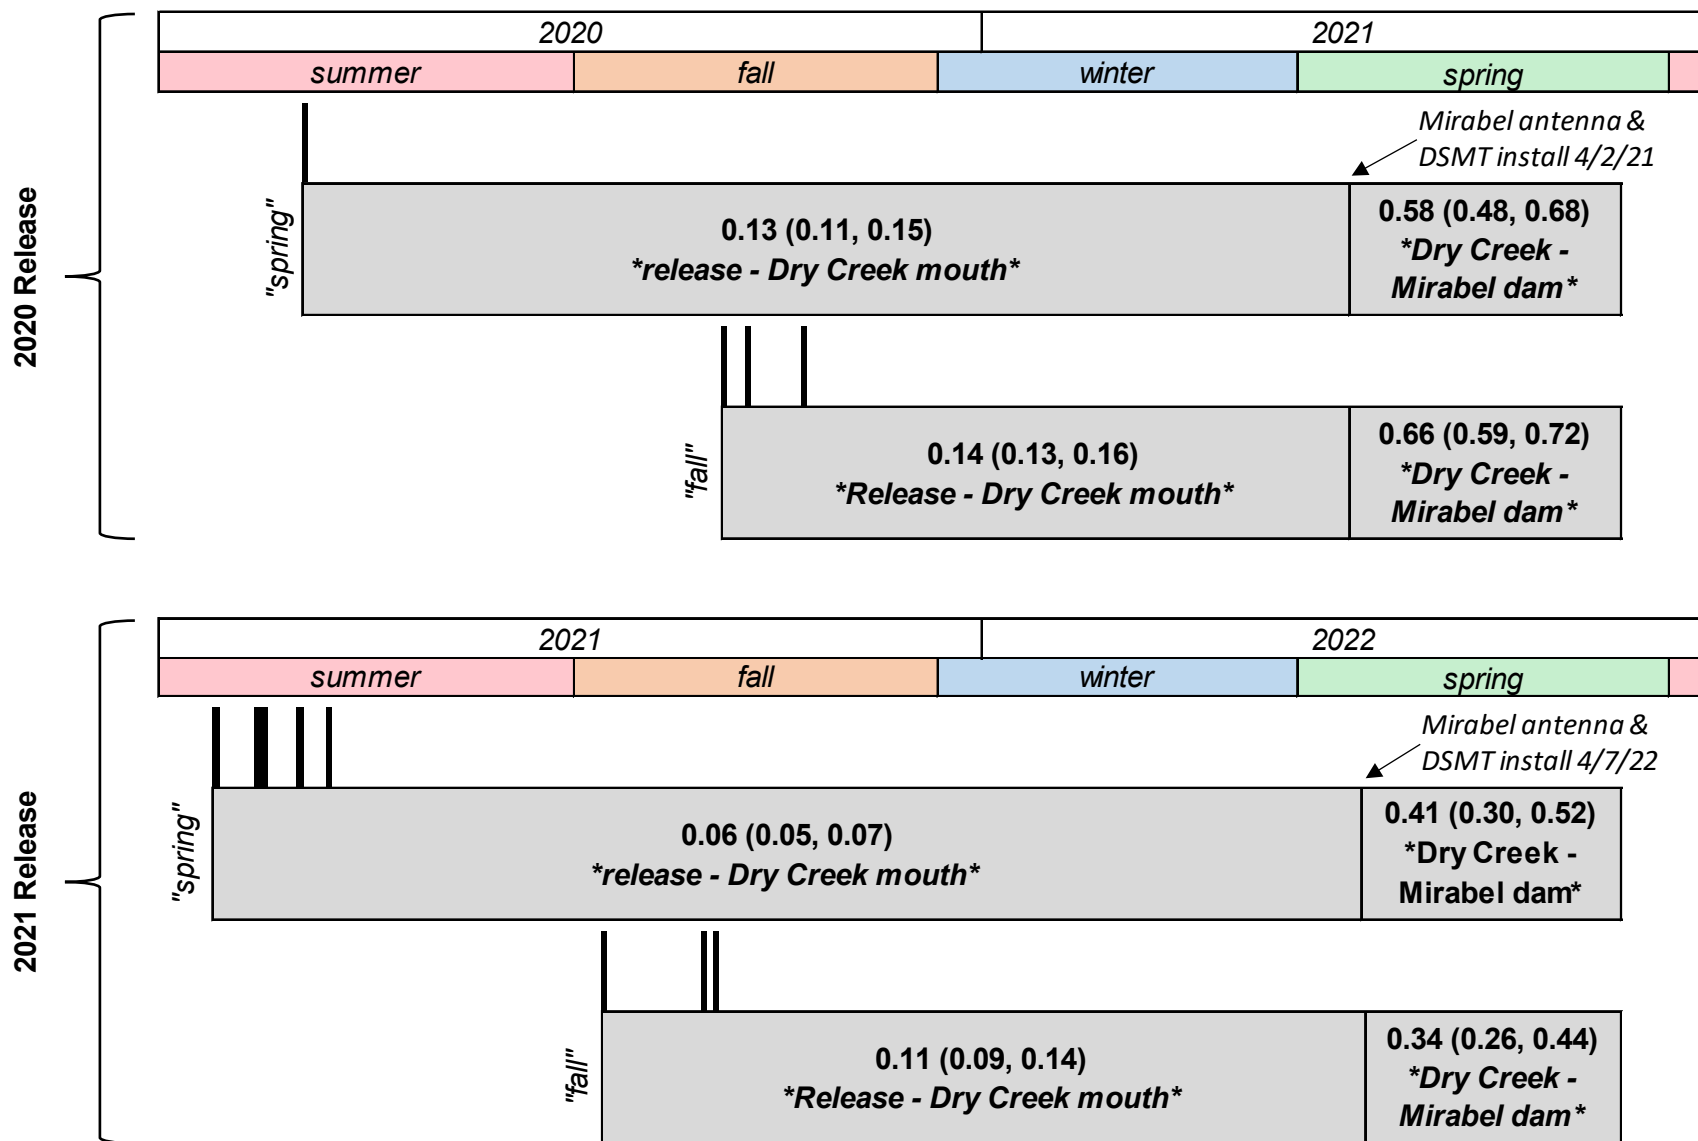 2020 2021
summer fall winter spring
Mirabel antenna &
DSMT install 4/2/21
2020 Release
"spring"
0.13 (0.11, 0.15)
*release - Dry Creek mouth*
0.58 (0.48, 0.68)
*Dry Creek -
Mirabel dam*
"fall"
0.14 (0.13, 0.16)
*Release - Dry Creek mouth*
0.66 (0.59, 0.72)
*Dry Creek -
Mirabel dam*
2021 2022
summer fall winter spring
Mirabel antenna &
DSMT install 4/7/22
2021 Release
"spring"
0.06 (0.05, 0.07)
*release - Dry Creek mouth*
0.41 (0.30, 0.52)
*Dry Creek -
Mirabel dam*
"fall"
0.11 (0.09, 0.14)
*Release - Dry Creek mouth*
0.34 (0.26, 0.44)
*Dry Creek -
Mirabel dam*